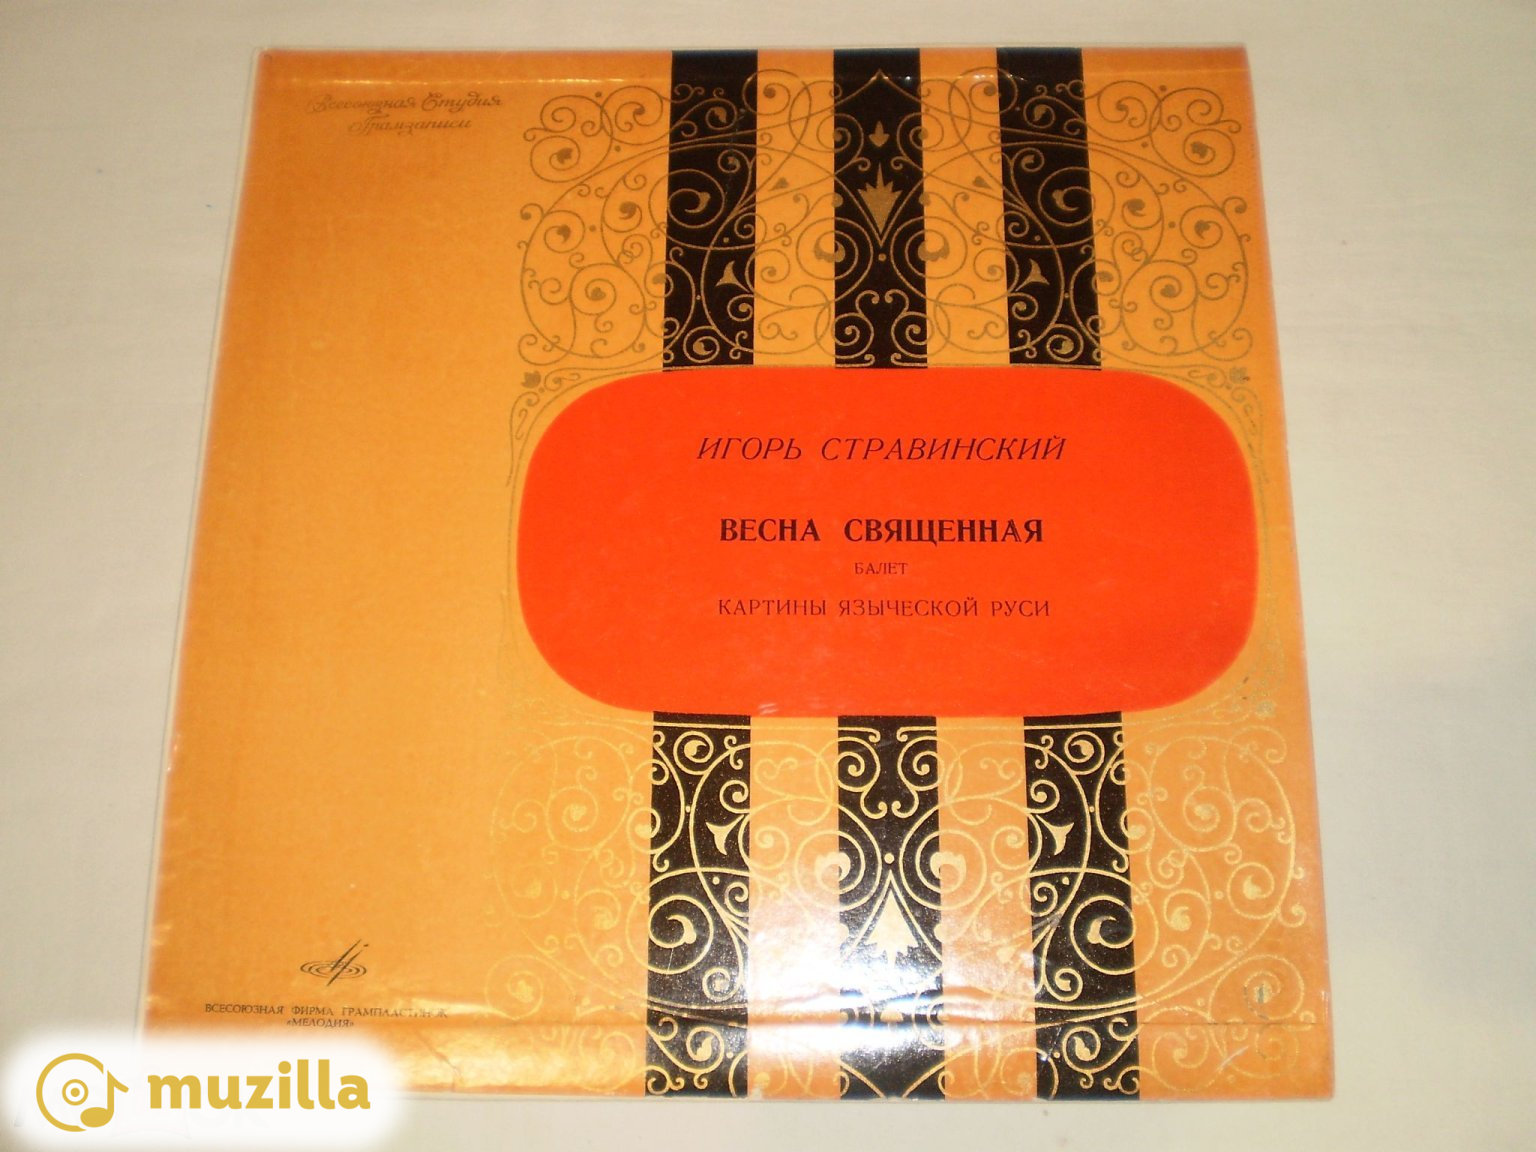 Всесоюзная Студия
Грамзаписи
ИГОРЬ СТРАВИНСКИЙ
ВЕСНА СВЯЩЕННАЯ
БАЛЕТ
КАРТИНЫ ЯЗЫЧЕСКОЙ РУСИ
ВСЕСОЮЗНАЯ ФИРМА ГРАМПЛАСТИНОК
«МЕЛОДИЯ»
muzilla